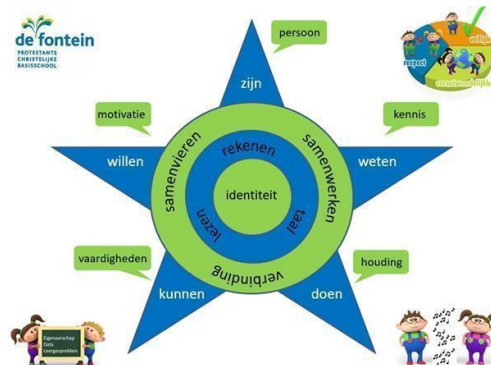 de fontein
PROTESTANTS
CHRISTELIJKE
BASISSCHOOL
persoon
respect
zijn
motivatie
kennis
willen
weten
samenvieren
rekenen
samenwerken
identiteit
lezen
taal
verbinding
vaardigheden
houding
kunnen
doen
Eigenaarschap
Data
Leergesprekken